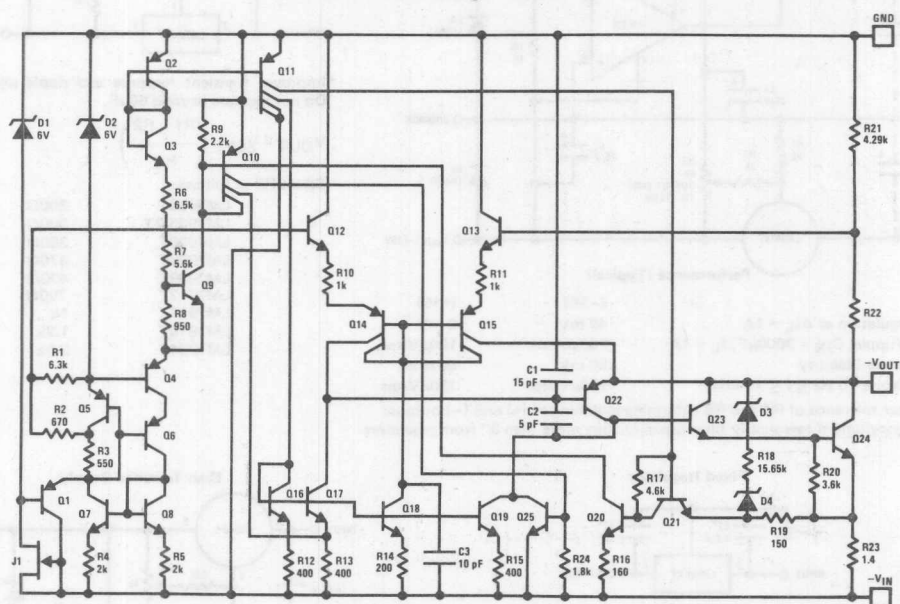 GND
Q2
Q11
D1
6V
D2
6V
R9
2.2k
R21
4.29k
Q3
Q10
R6
6.5k
Q12
Q13
R7
5.6k
Q9
R10
1k
R11
1k
R8
950
R22
Q14
Q15
R1
6.3k
C1
15 pF
-VOUT
Q4
Q5
Q22
R2
670
C2
5 pF
Q23
D3
Q6
Q24
R3
550
R18
15.65k
R20
3.6k
R17
4.6k
D4
Q1
Q7
Q8
Q16
Q17
Q18
Q19
Q25
Q20
Q21
R19
150
J1
R4
2k
R5
2k
R12
400
R13
400
R14
200
C3
10 pF
R15
400
R24
1.8k
R16
160
R23
1.4
-VIN